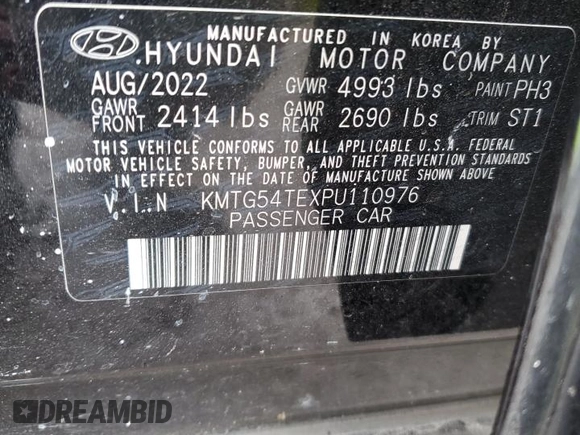 MANUFACTURED IN KOREA BY
HYUNDAI MOTOR COMPANY
AUG/2022 GVWR 4993 lbs PAINT PH3
GAWR FRONT 2414 lbs GAWR REAR 2690 lbs TRIM ST1
THIS VEHICLE CONFORMS TO ALL APPLICABLE U.S.A. FEDERAL
MOTOR VEHICLE SAFETY, BUMPER, AND THEFT PREVENTION STANDARDS
IN EFFECT ON THE DATE OF MANUFACTURE SHOWN ABOVE.
V.I.N KMTG54TEXPU110976
PASSENGER CAR
DREAMBID